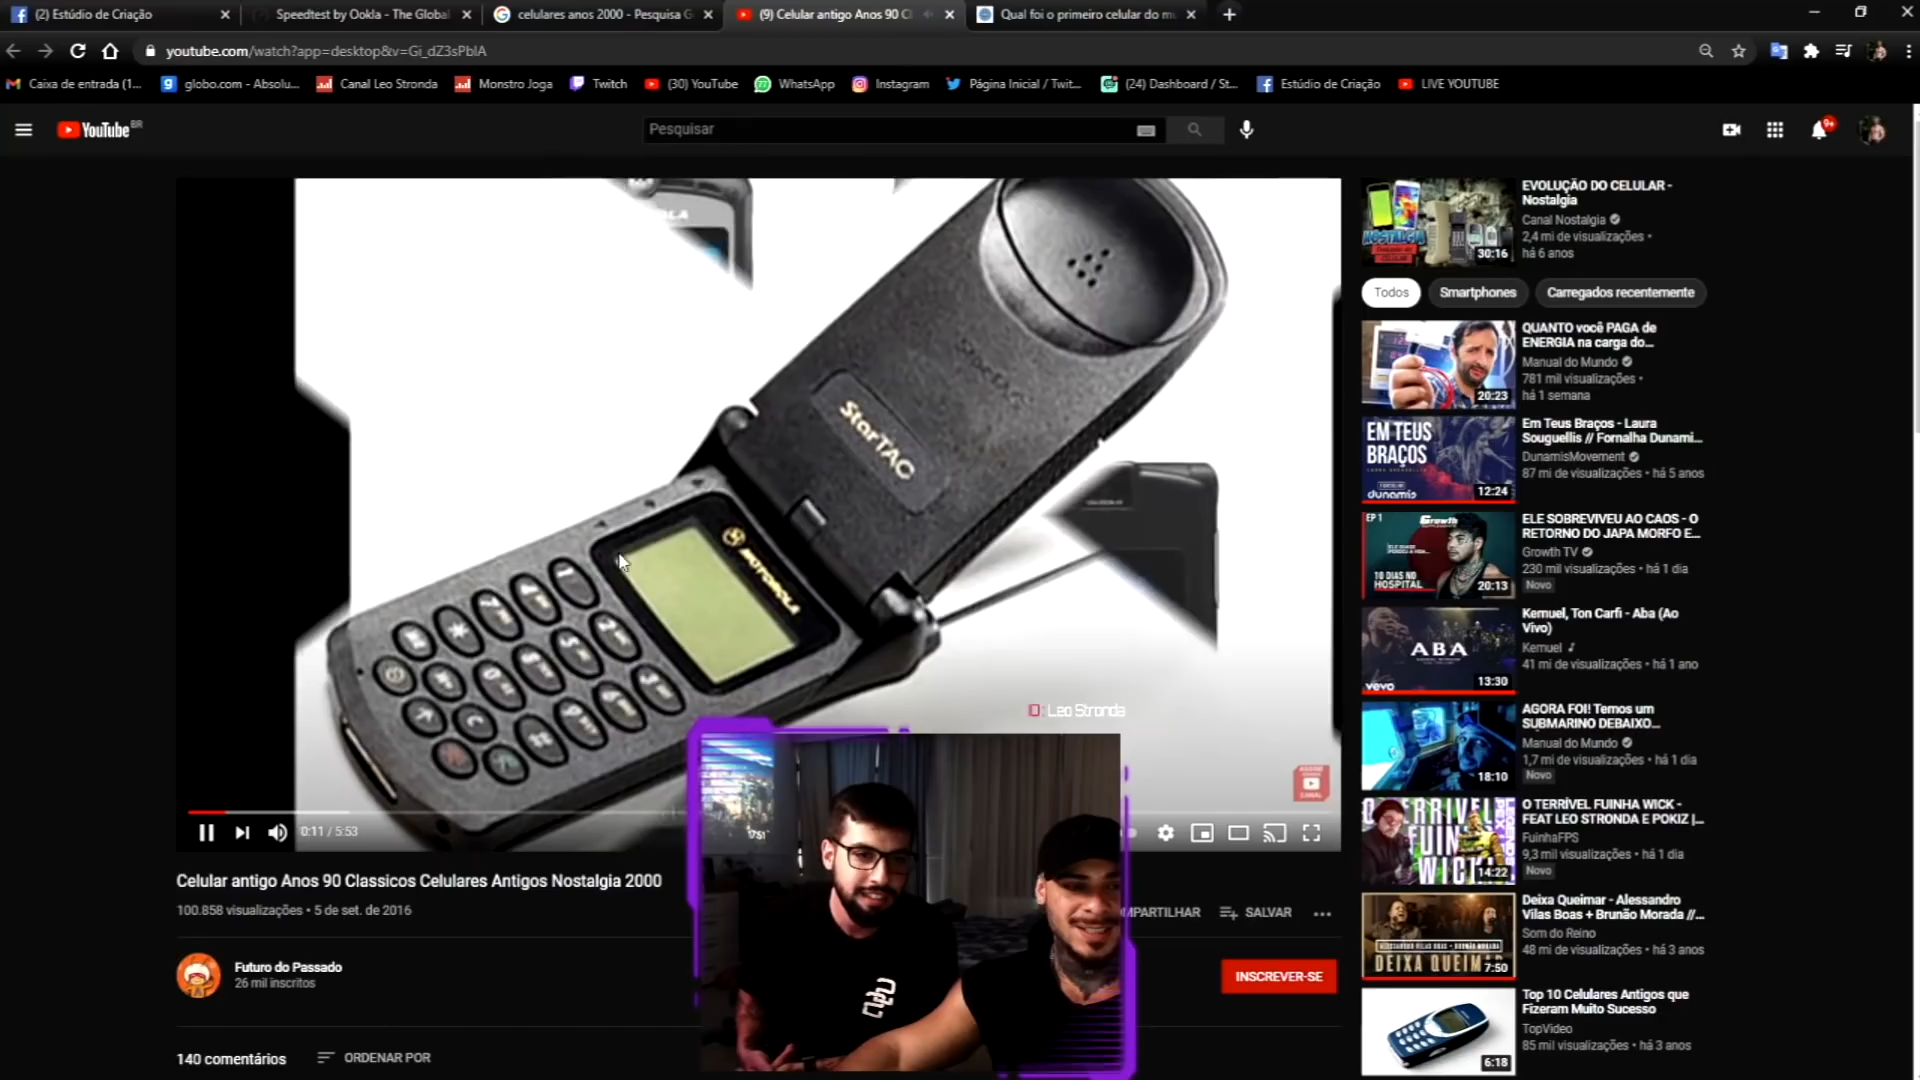 (2) Estúdio de Criação
Speedtest by Ookla - The Global
celulares anos 2000 - Pesquisa G
(9) Celular antigo Anos 90 Cl
Qual foi o primeiro celular do m
youtube.com/watch?app=desktop&v=Gi_dZ3sPblA
Caixa de entrada (1...
globo.com - Absolu...
Canal Leo Stronda
Monstro Joga
Twitch
(30) YouTube
WhatsApp
Instagram
Página Inicial / Twit...
(24) Dashboard / St...
Estúdio de Criação
LIVE YOUTUBE
YouTube BR
Pesquisar
9+
StarTAC
MOTOROLA
Leo Stronda
0:11 / 5:53
Celular antigo Anos 90 Classicos Celulares Antigos Nostalgia 2000
100.858 visualizações • 5 de set. de 2016
MPARTILHAR
SALVAR
Futuro do Passado
26 mil inscritos
INSCREVER-SE
140 comentários
ORDENAR POR
NOSTALGIA
30:16
EVOLUÇÃO DO CELULAR -
Nostalgia
Canal Nostalgia
2,4 mi de visualizações •
há 6 anos
Todos
Smartphones
Carregados recentemente
20:23
QUANTO você PAGA de
ENERGIA na carga do...
Manual do Mundo
781 mil visualizações •
há 1 semana
EM TEUS
BRAÇOS
dunamis
12:24
Em Teus Braços - Laura
Souguellis // Fornalha Dunami...
DunamisMovement
87 mi de visualizações • há 5 anos
EP 1
Growth
10 DIAS NO
HOSPITAL
20:13
ELE SOBREVIVEU AO CAOS - O
RETORNO DO JAPA MORFO E...
Growth TV
230 mil visualizações • há 1 dia
Novo
ABA
vevo
13:30
Kemuel, Ton Carfi - Aba (Ao
Vivo)
Kemuel
41 mi de visualizações • há 1 ano
18:10
AGORA FOI! Temos um
SUBMARINO DEBAIXO...
Manual do Mundo
1,7 mi de visualizações • há 1 dia
Novo
14:22
O TERRÍVEL FUINHA WICK -
FEAT LEO STRONDA E POKIZ |...
FuinhaFPS
9,3 mil visualizações • há 1 dia
Novo
DEIXA QUEIMAR
7:50
Deixa Queimar - Alessandro
Vilas Boas + Brunão Morada //...
Som do Reino
48 mi de visualizações • há 3 anos
6:18
Top 10 Celulares Antigos que
Fizeram Muito Sucesso
TopVideo
85 mil visualizações • há 3 anos